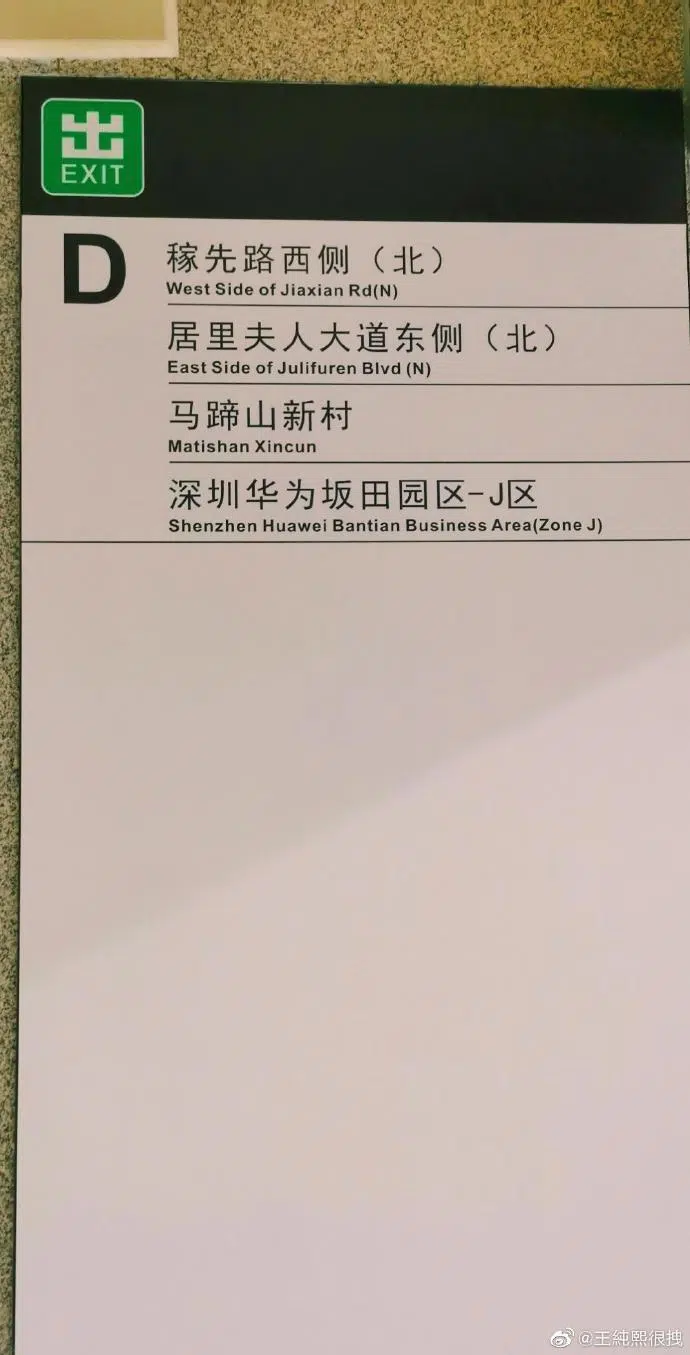 出
EXIT
D
稼先路西侧（北）
West Side of Jiaxian Rd(N)
居里夫人大道东侧（北）
East Side of Julifuren Blvd (N)
马蹄山新村
Matishan Xincun
深圳华为坂田园区-J区
Shenzhen Huawei Bantian Business Area(Zone J)
@王純熙很拽